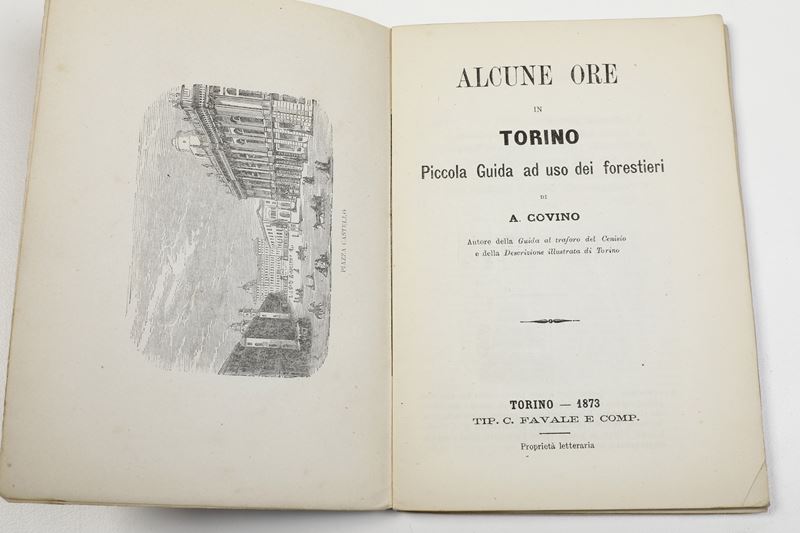 PIAZZA CASTELLO
ALCUNE ORE
IN
TORINO
Piccola Guida ad uso dei forestieri
DI
A. COVINO
Autore della Guida al traforo del Cenisio
e della Descrizione illustrata di Torino
TORINO — 1873
TIP. C. FAVALE E COMP.
Proprietà letteraria